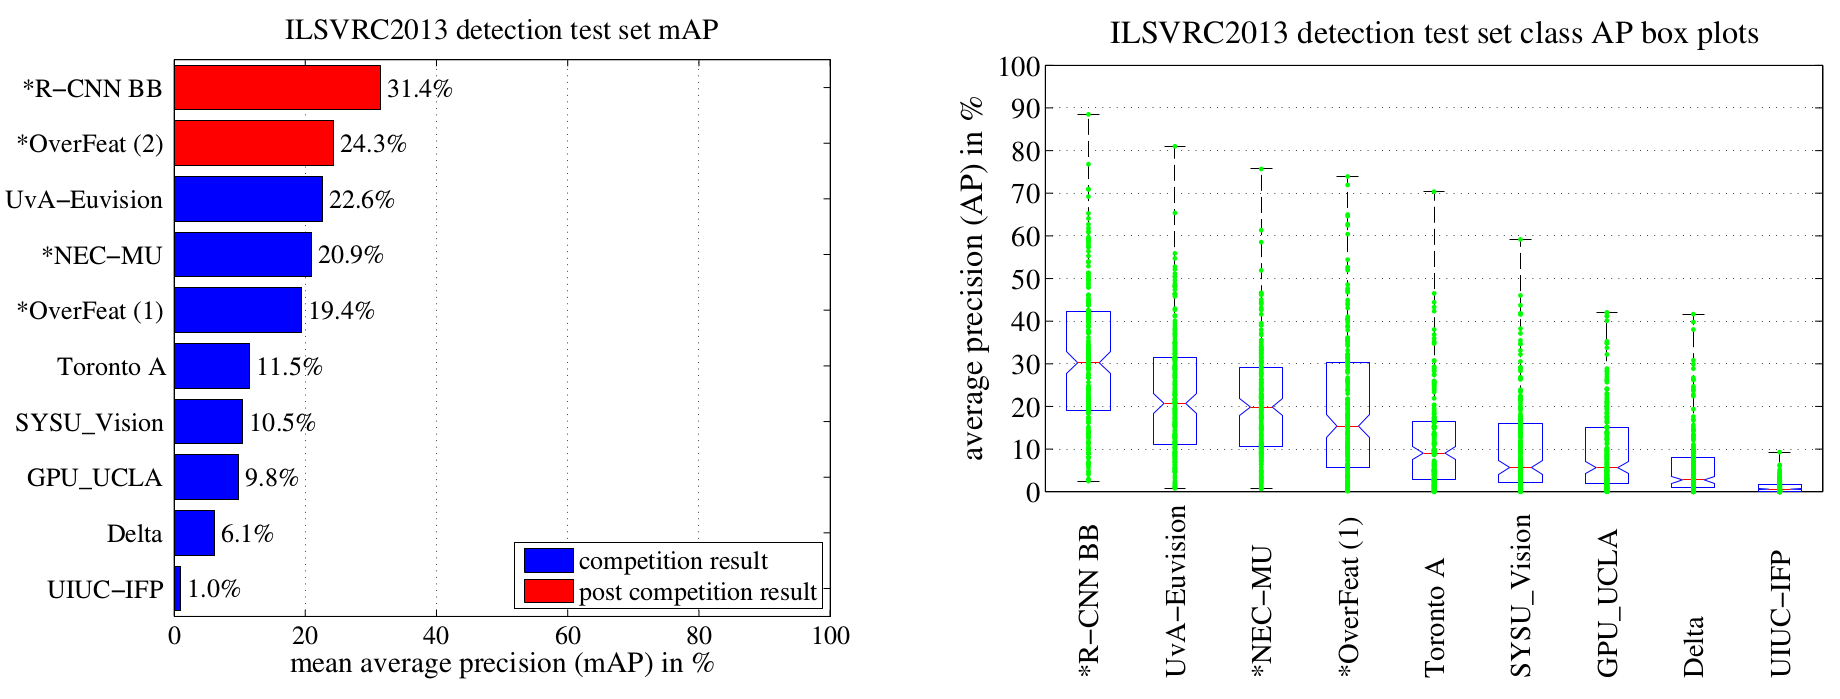 ILSVRC2013 detection test set mAP
*R−CNN BB 31.4%
*OverFeat (2) 24.3%
UvA−Euvision 22.6%
*NEC−MU 20.9%
*OverFeat (1) 19.4%
Toronto A 11.5%
SYSU_Vision 10.5%
GPU_UCLA 9.8%
Delta 6.1%
UIUC−IFP 1.0%
competition result
post competition result
0 20 40 60 80 100
mean average precision (mAP) in %
ILSVRC2013 detection test set class AP box plots
average precision (AP) in %
100
90
80
70
60
50
40
30
20
10
0
*R−CNN BB
UvA−Euvision
*NEC−MU
*OverFeat (1)
Toronto A
SYSU_Vision
GPU_UCLA
Delta
UIUC−IFP